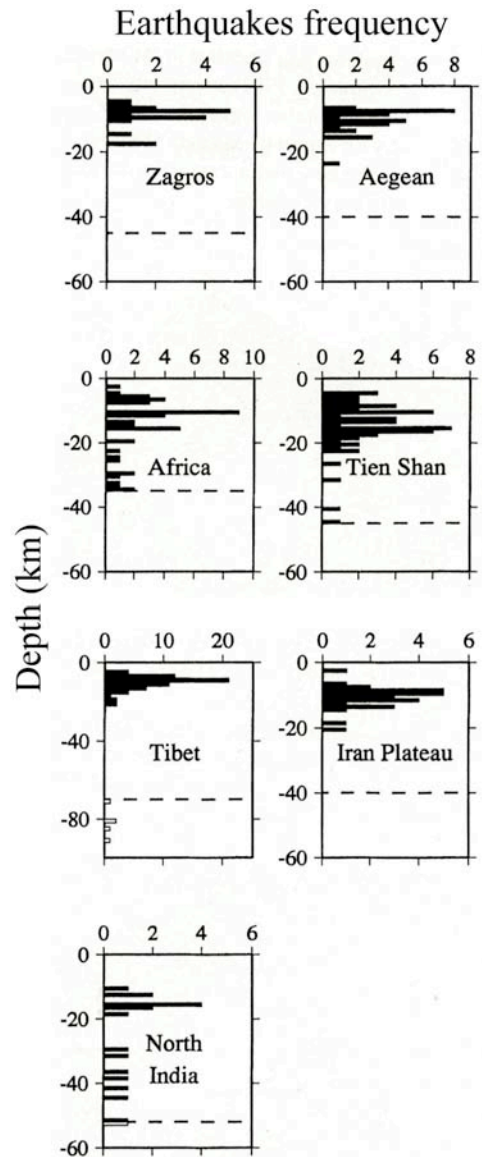 Earthquakes frequency
0 2 4 6
0 2 4 6 8
0
-20
-40
-60
Zagros
0
-20
-40
-60
Aegean
0 2 4 6 8 10
0 2 4 6 8
0
-20
-40
-60
Africa
0
-20
-40
-60
Tien Shan
Depth (km)
0 10 20
0 2 4 6
0
-40
-80
Tibet
0
-20
-40
-60
Iran Plateau
0 2 4 6
0
-20
-40
-60
North
India